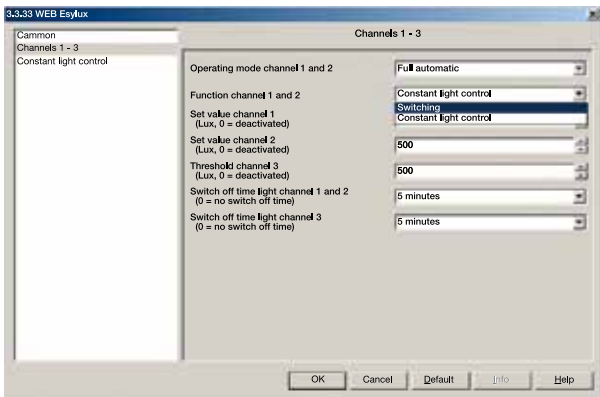 3.3.33 WEB Esylux
Cammon
Channels 1 - 3
Constant light control
Channels 1 - 3
Operating mode channel 1 and 2
Full automatic
Function channel 1 and 2
Constant light control
Switching
Constant light control
Set value channel 1
(Lux, 0 = deactivated)
Set value channel 2
(Lux, 0 = deactivated)
500
Threshold channel 3
(Lux, 0 = deactivated)
500
Switch off time light channel 1 and 2
(0 = no switch off time)
5 minutes
Switch off time light channel 3
(0 = no switch off time)
5 minutes
OK
Cancel
Default
Info
Help